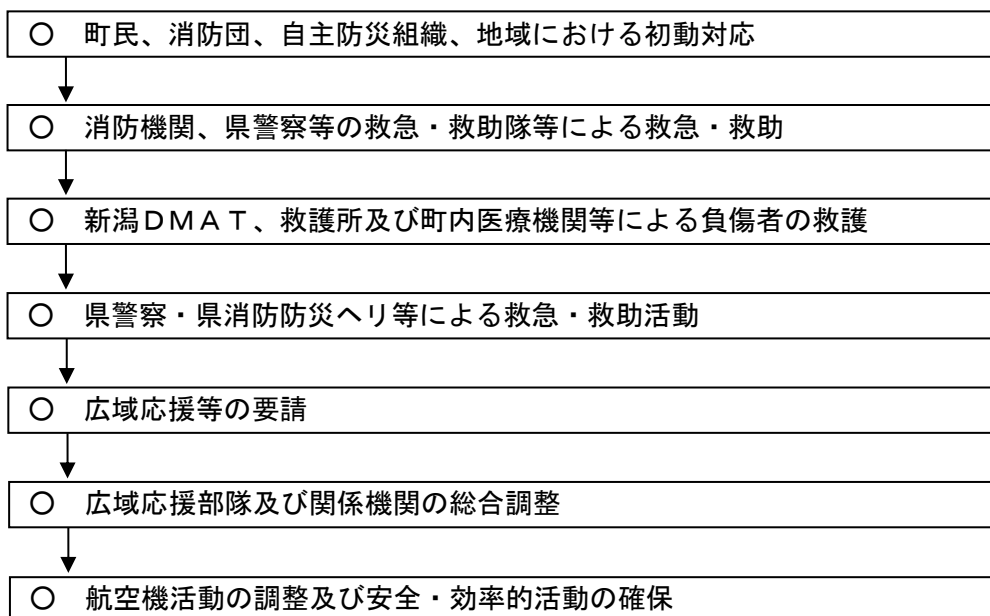 〇　町民、消防団、自主防災組織、地域における初動対応
〇　消防機関、県警察等の救急・救助隊等による救急・救助
〇　新潟ＤＭＡＴ、救護所及び町内医療機関等による負傷者の救護
〇　県警察・県消防防災ヘリ等による救急・救助活動
〇　広域応援等の要請
〇　広域応援部隊及び関係機関の総合調整
〇　航空機活動の調整及び安全・効率的活動の確保